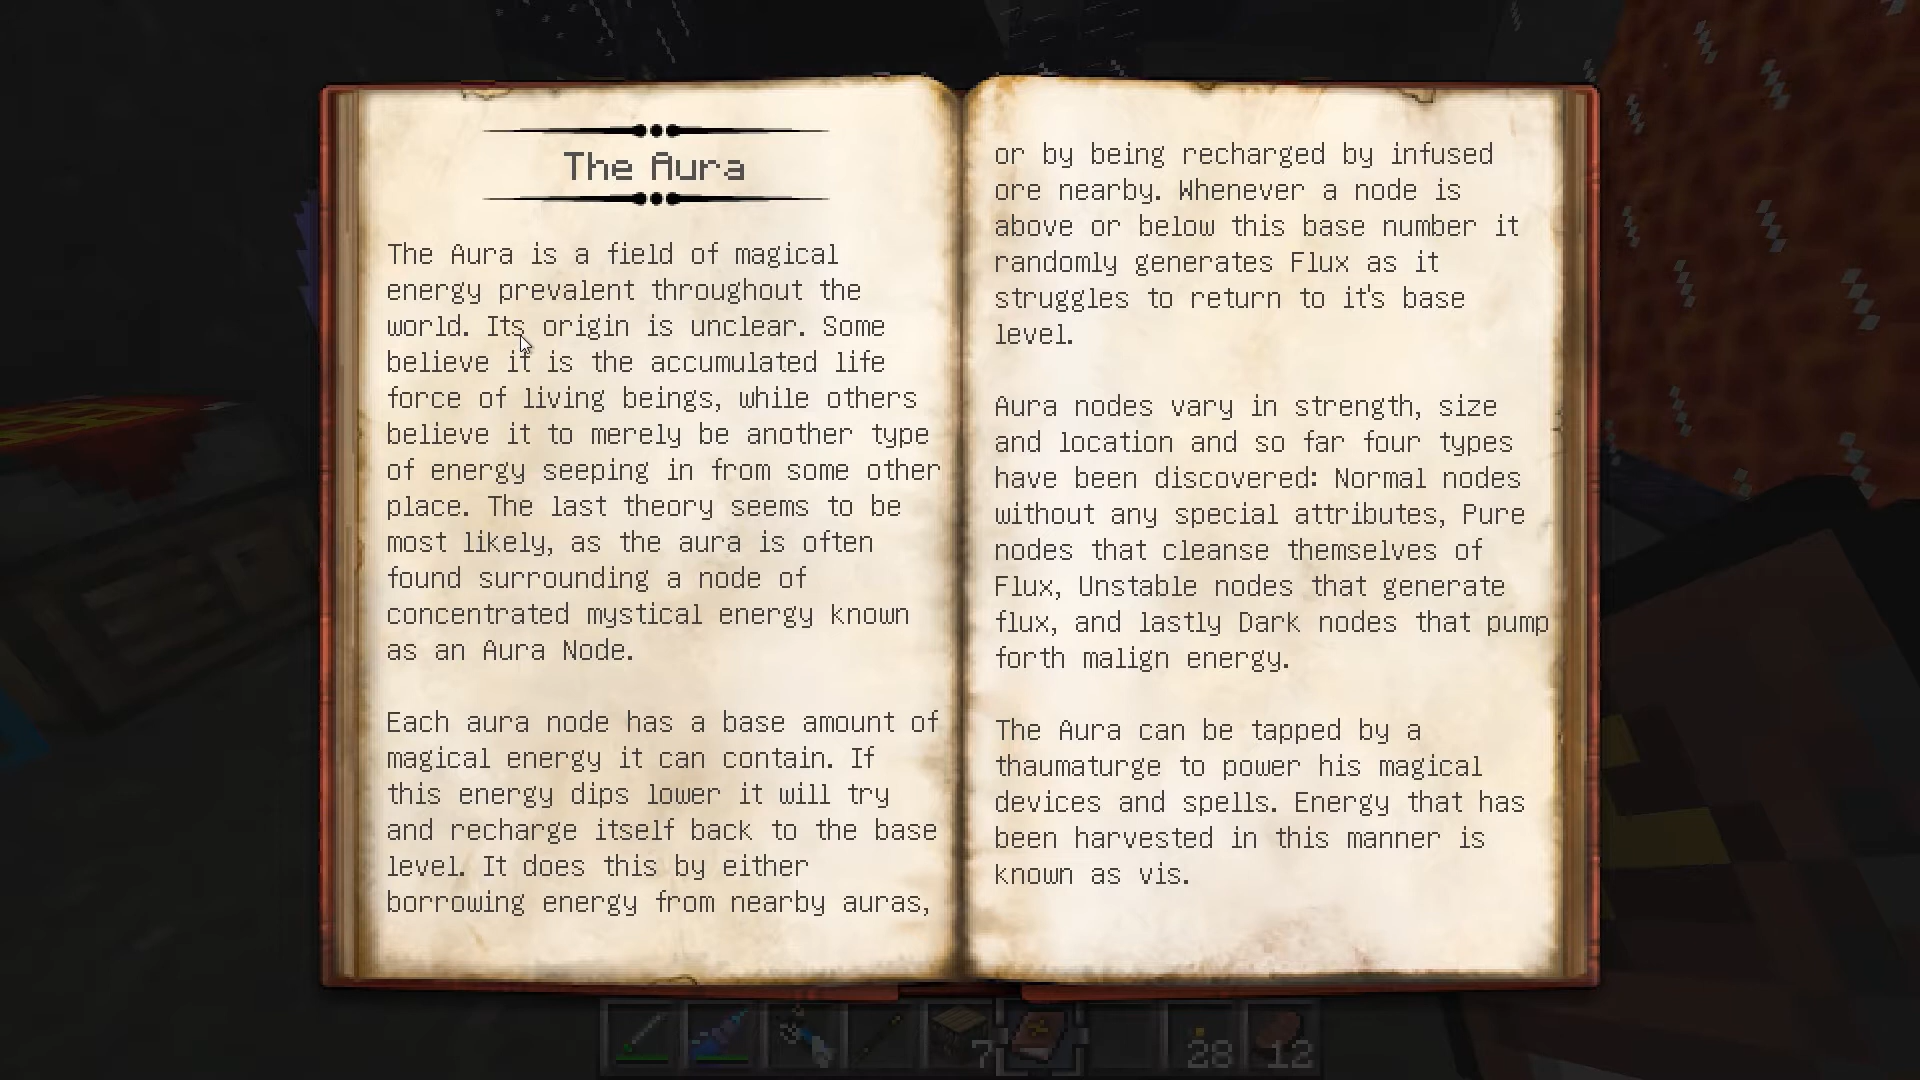 The Aura
The Aura is a field of magical
energy prevalent throughout the
world. Its origin is unclear. Some
believe it is the accumulated life
force of living beings, while others
believe it to merely be another type
of energy seeping in from some other
place. The last theory seems to be
most likely, as the aura is often
found surrounding a node of
concentrated mystical energy known
as an Aura Node.
Each aura node has a base amount of
magical energy it can contain. If
this energy dips lower it will try
and recharge itself back to the base
level. It does this by either
borrowing energy from nearby auras,
or by being recharged by infused
ore nearby. Whenever a node is
above or below this base number it
randomly generates Flux as it
struggles to return to it's base
level.
Aura nodes vary in strength, size
and location and so far four types
have been discovered: Normal nodes
without any special attributes, Pure
nodes that cleanse themselves of
Flux, Unstable nodes that generate
flux, and lastly Dark nodes that pump
forth malign energy.
The Aura can be tapped by a
thaumaturge to power his magical
devices and spells. Energy that has
been harvested in this manner is
known as vis.
7 28 12